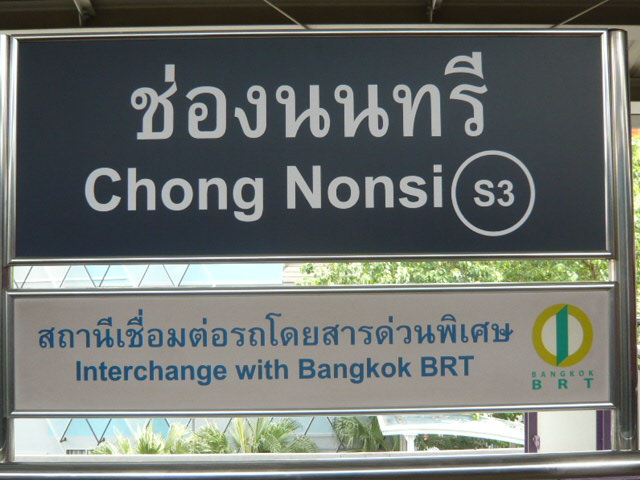 ช่องนนทรี
Chong Nonsi S3
สถานีเชื่อมต่อรถโดยสารด่วนพิเศษ
Interchange with Bangkok BRT
BANGKOK
BRT